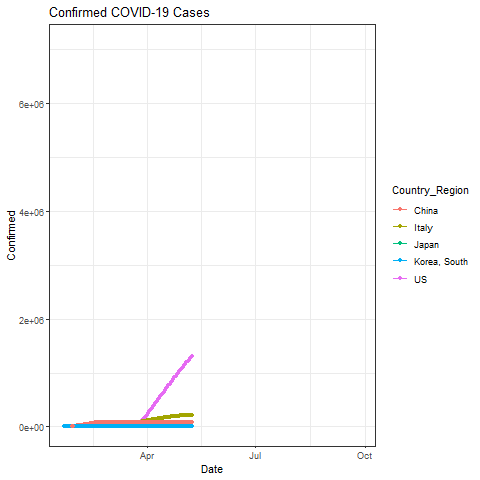 Confirmed COVID-19 Cases
6e+06
4e+06
2e+06
0e+00
Confirmed
Apr
Jul
Oct
Date
Country_Region
China
Italy
Japan
Korea, South
US